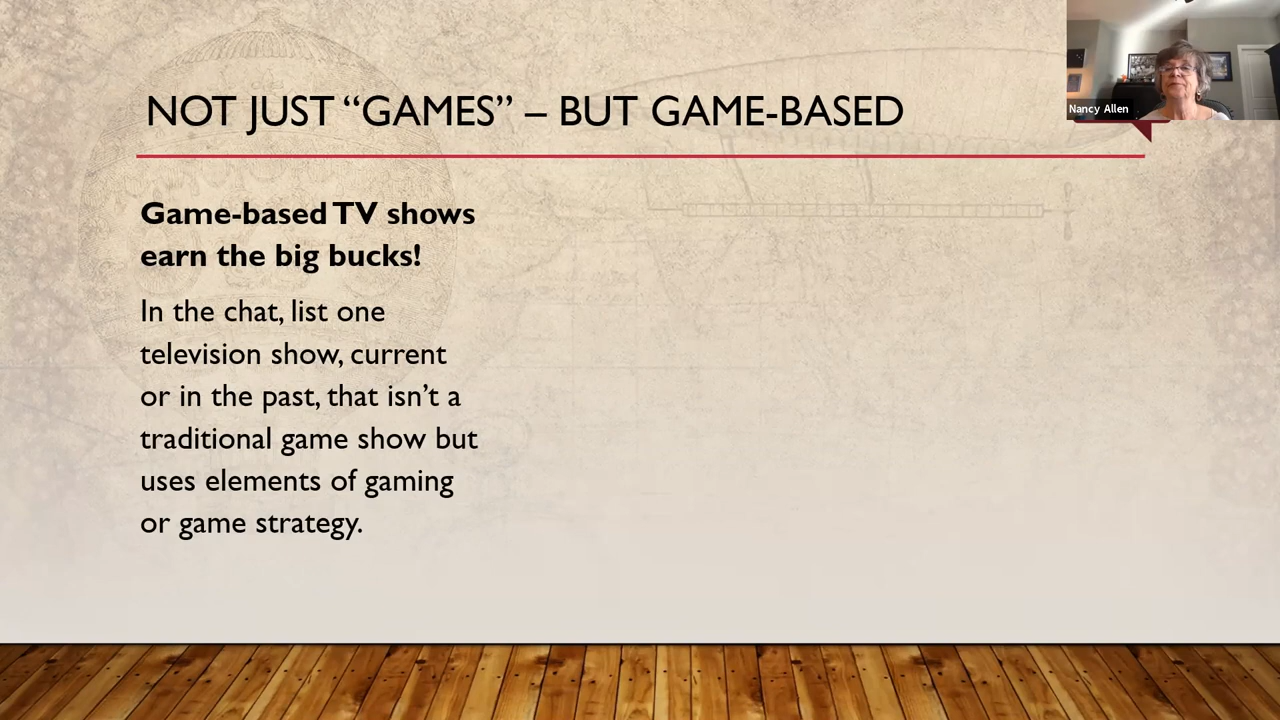 NOT JUST “GAMES” – BUT GAME-BASED
Nancy Allen
Game-based TV shows
earn the big bucks!
In the chat, list one
television show, current
or in the past, that isn’t a
traditional game show but
uses elements of gaming
or game strategy.